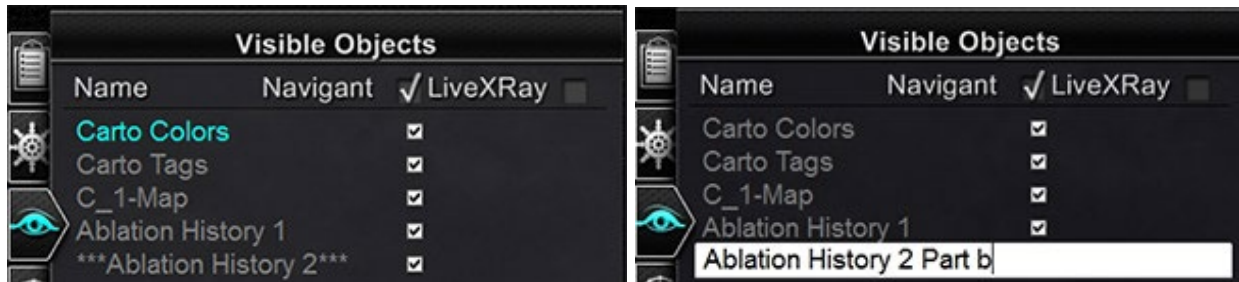 Visible Objects
Name Navigant LiveXRay
Carto Colors
Carto Tags
C_1-Map
Ablation History 1
***Ablation History 2***
Visible Objects
Name Navigant LiveXRay
Carto Colors
Carto Tags
C_1-Map
Ablation History 1
Ablation History 2 Part b